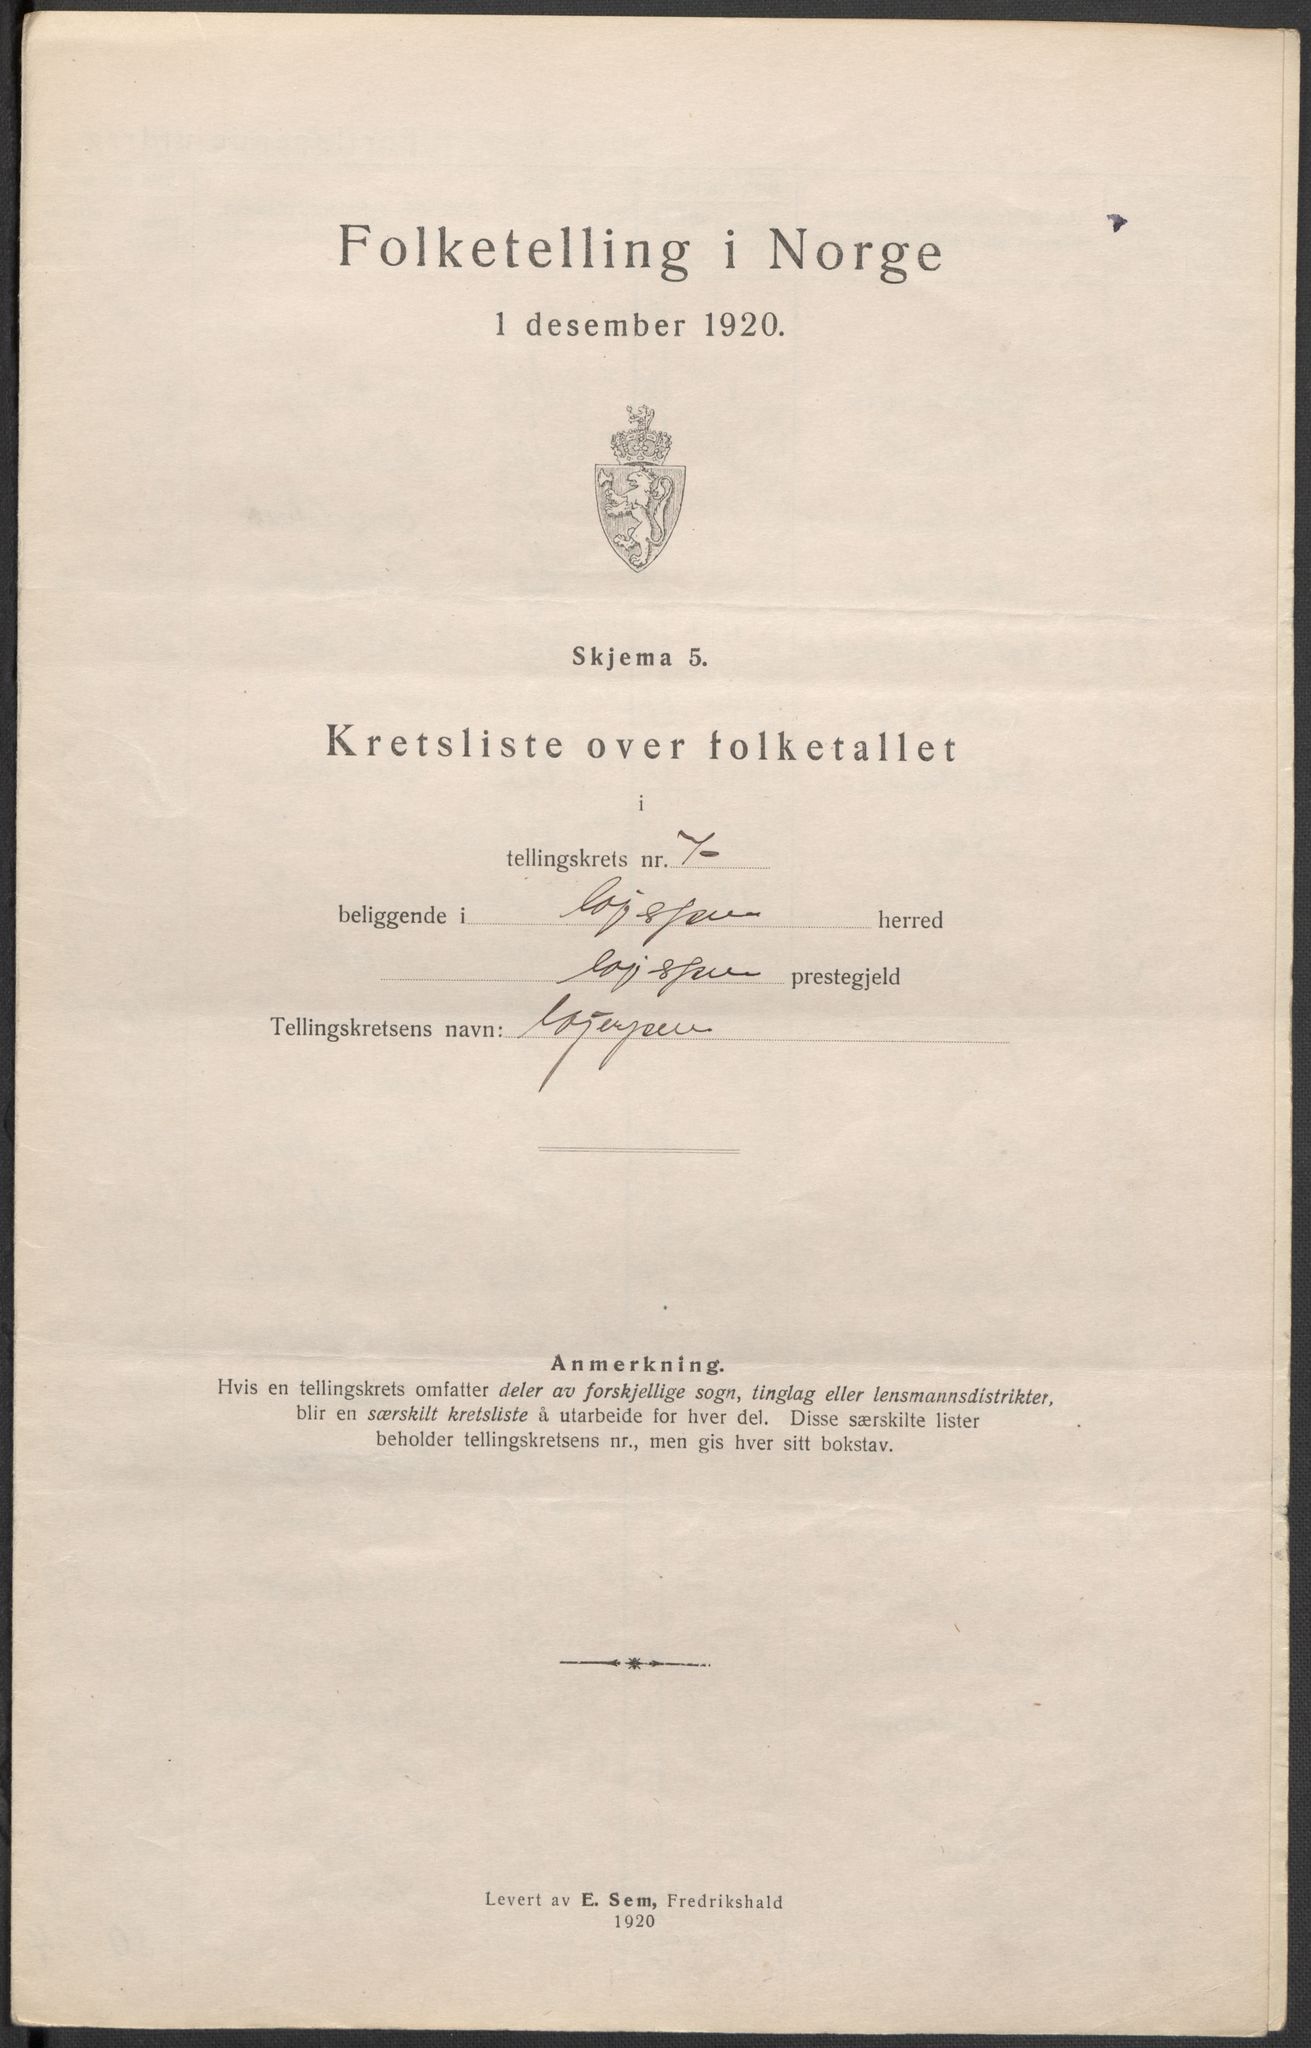 Folketelling i Norge
1 desember 1920.
Skjema 5.
Kretsliste over folketallet
i
tellingskrets nr. 7
beliggende i herred
prestegjeld
Tellingskretsens navn:
Anmerkning.
Hvis en tellingskrets omfatter deler av forskjellige sogn, tinglag eller lensmannsdistrikter,
blir en særskilt kretsliste å utarbeide for hver del. Disse særskilte lister
beholder tellingskretsens nr., men gis hver sitt bokstav.
Levert av E. Sem, Fredrikshald
1920